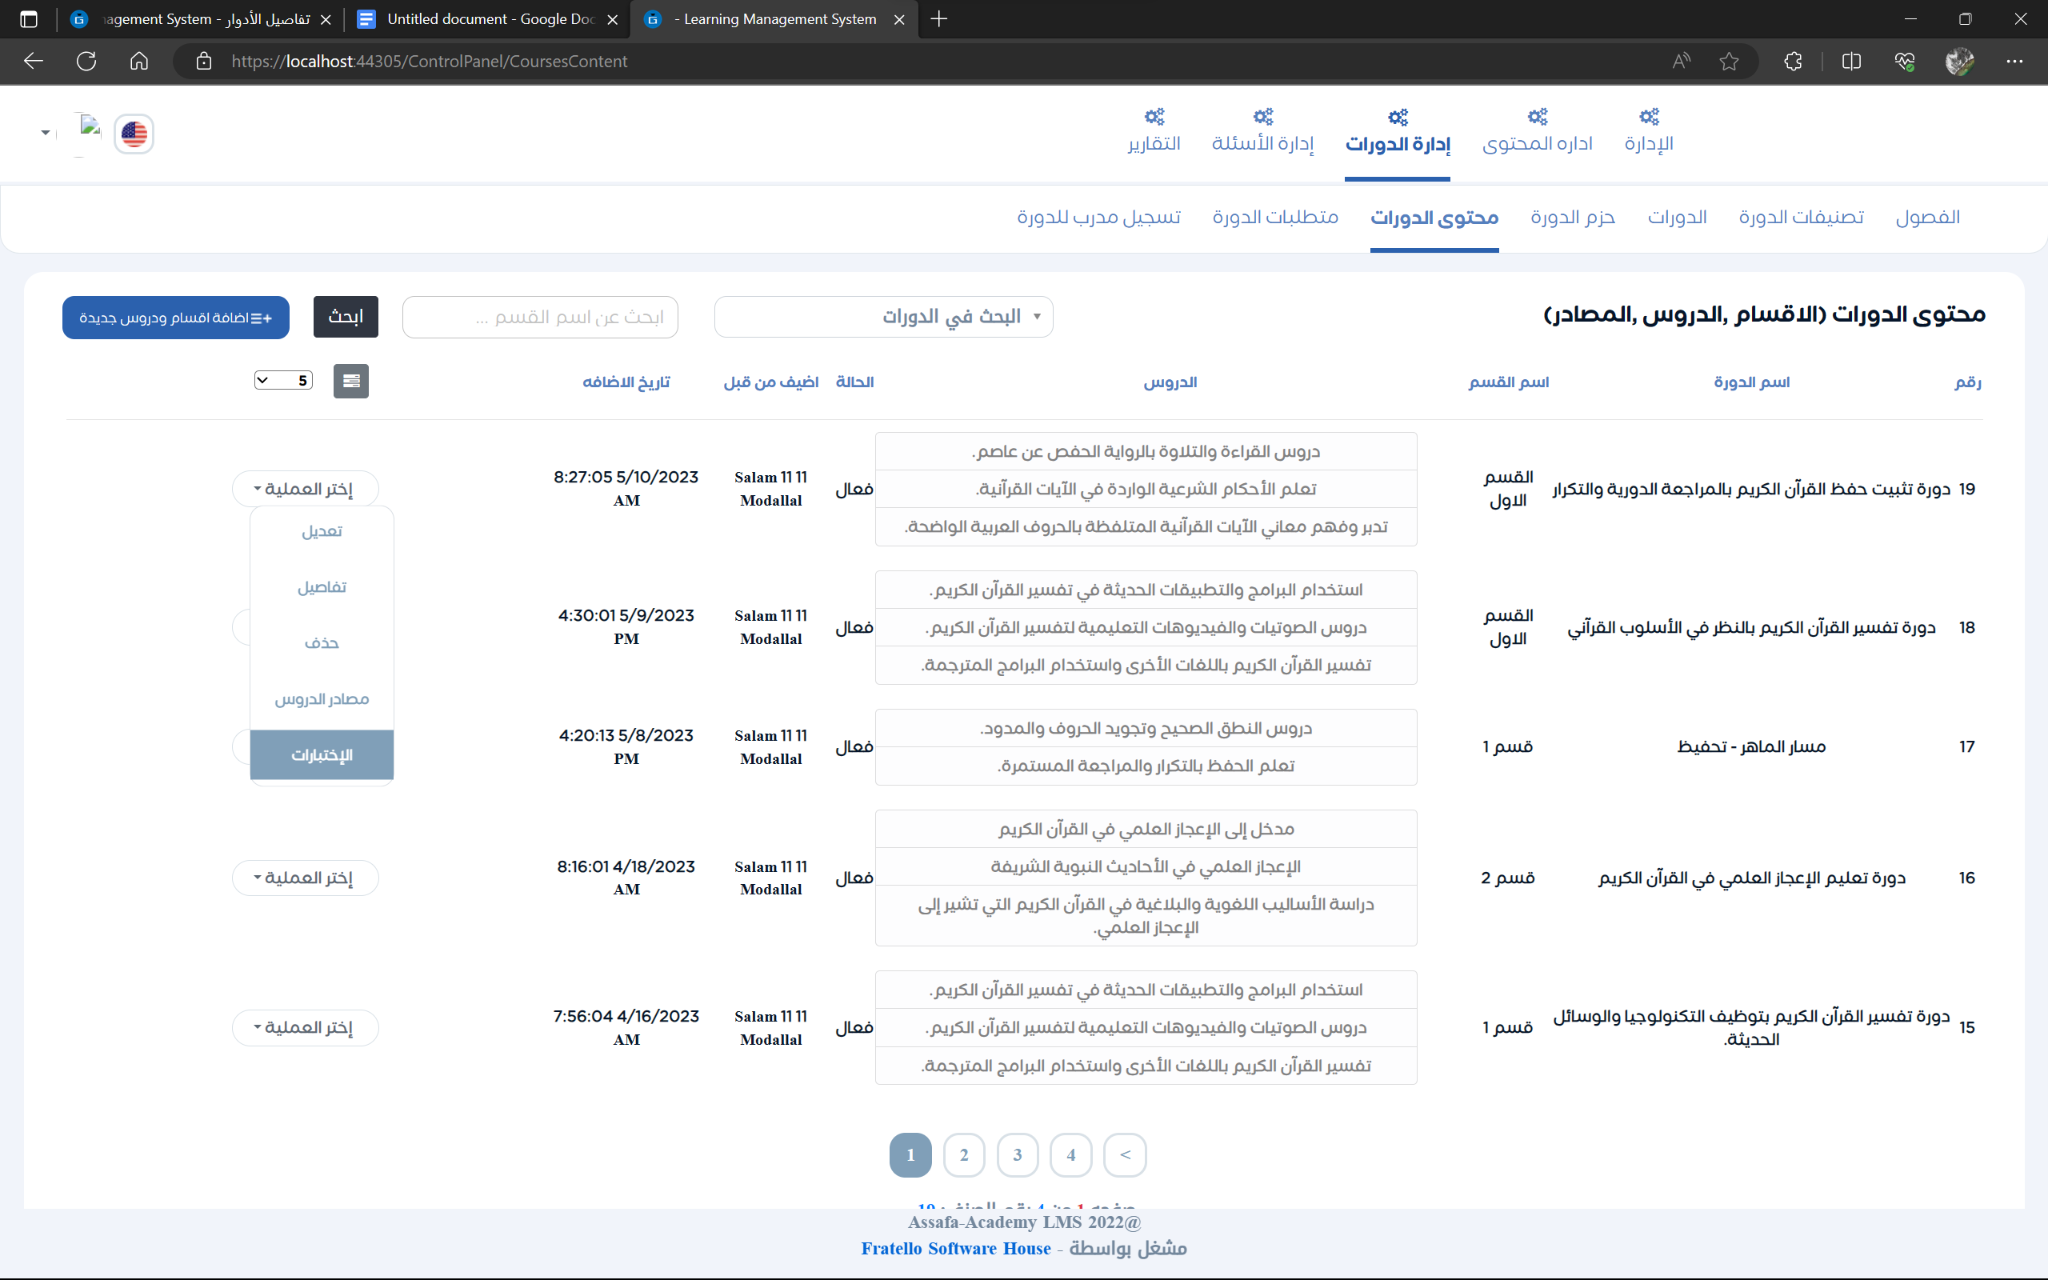 agement System - تفاصيل الأدوار
Untitled document - Google Doc
- Learning Management System
https://localhost:44305/ControlPanel/CoursesContent
الإدارة
اداره المحتوى
إدارة الدورات
إدارة الأسئلة
التقارير
الفصول
تصنيفات الدورة
الدورات
حزم الدورة
محتوى الدورات
متطلبات الدورة
تسجيل مدرب للدورة
محتوى الدورات (الاقسام ,الدروس ,المصادر)
البحث في الدورات
ابحث عن اسم القسم ...
ابحث
اضافة اقسام ودروس جديدة
رقم
اسم الدورة
اسم القسم
الدروس
الحالة
اضيف من قبل
تاريخ الاضافه
5
19
دورة تثبيت حفظ القرآن الكريم بالمراجعة الدورية والتكرار
القسم
الاول
دروس القراءة والتلاوة بالرواية الحفص عن عاصم.
تعلم الأحكام الشرعية الواردة في الآيات القرآنية.
تدبر وفهم معاني الآيات القرآنية المتلفظة بالحروف العربية الواضحة.
فعال
Salam 11 11
Modallal
8:27:05 5/10/2023
AM
إختر العملية
تعديل
تفاصيل
حذف
مصادر الدروس
الإختبارات
18
دورة تفسير القرآن الكريم بالنظر في الأسلوب القرآني
القسم
الاول
استخدام البرامج والتطبيقات الحديثة في تفسير القرآن الكريم.
دروس الصوتيات والفيديوهات التعليمية لتفسير القرآن الكريم.
تفسير القرآن الكريم باللغات الأخرى واستخدام البرامج المترجمة.
فعال
Salam 11 11
Modallal
4:30:01 5/9/2023
PM
17
مسار الماهر - تحفيظ
قسم 1
دروس النطق الصحيح وتجويد الحروف والمدود.
تعلم الحفظ بالتكرار والمراجعة المستمرة.
فعال
Salam 11 11
Modallal
4:20:13 5/8/2023
PM
16
دورة تعليم الإعجاز العلمي في القرآن الكريم
قسم 2
مدخل إلى الإعجاز العلمي في القرآن الكريم
الإعجاز العلمي في الأحاديث النبوية الشريفة
دراسة الأساليب اللغوية والبلاغية في القرآن الكريم التي تشير إلى
الإعجاز العلمي.
فعال
Salam 11 11
Modallal
8:16:01 4/18/2023
AM
إختر العملية
15
دورة تفسير القرآن الكريم بتوظيف التكنولوجيا والوسائل
الحديثة.
قسم 1
استخدام البرامج والتطبيقات الحديثة في تفسير القرآن الكريم.
دروس الصوتيات والفيديوهات التعليمية لتفسير القرآن الكريم.
تفسير القرآن الكريم باللغات الأخرى واستخدام البرامج المترجمة.
فعال
Salam 11 11
Modallal
7:56:04 4/16/2023
AM
إختر العملية
1 2 3 4 <
Assafa-Academy LMS 2022@
مشغل بواسطة - Fratello Software House